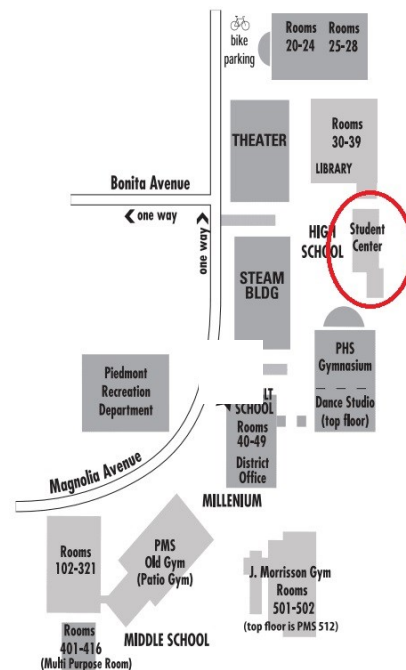 bike
parking
Rooms
20-24
Rooms
25-28
THEATER
Rooms
30-39
LIBRARY
Bonita Avenue
one way
one way
HIGH
SCHOOL
Student
Center
STEAM
BLDG
PHS
Gymnasium
Dance Studio
(top floor)
Piedmont
Recreation
Department
SCHOOL
Rooms
40-49
District
Office
Magnolia Avenue
MILLENIUM
PMS
Old Gym
(Patio Gym)
Rooms
102-321
J. Morrisson Gym
Rooms
501-502
(top floor is PMS 512)
Rooms
401-416
(Multi Purpose Room)
MIDDLE SCHOOL